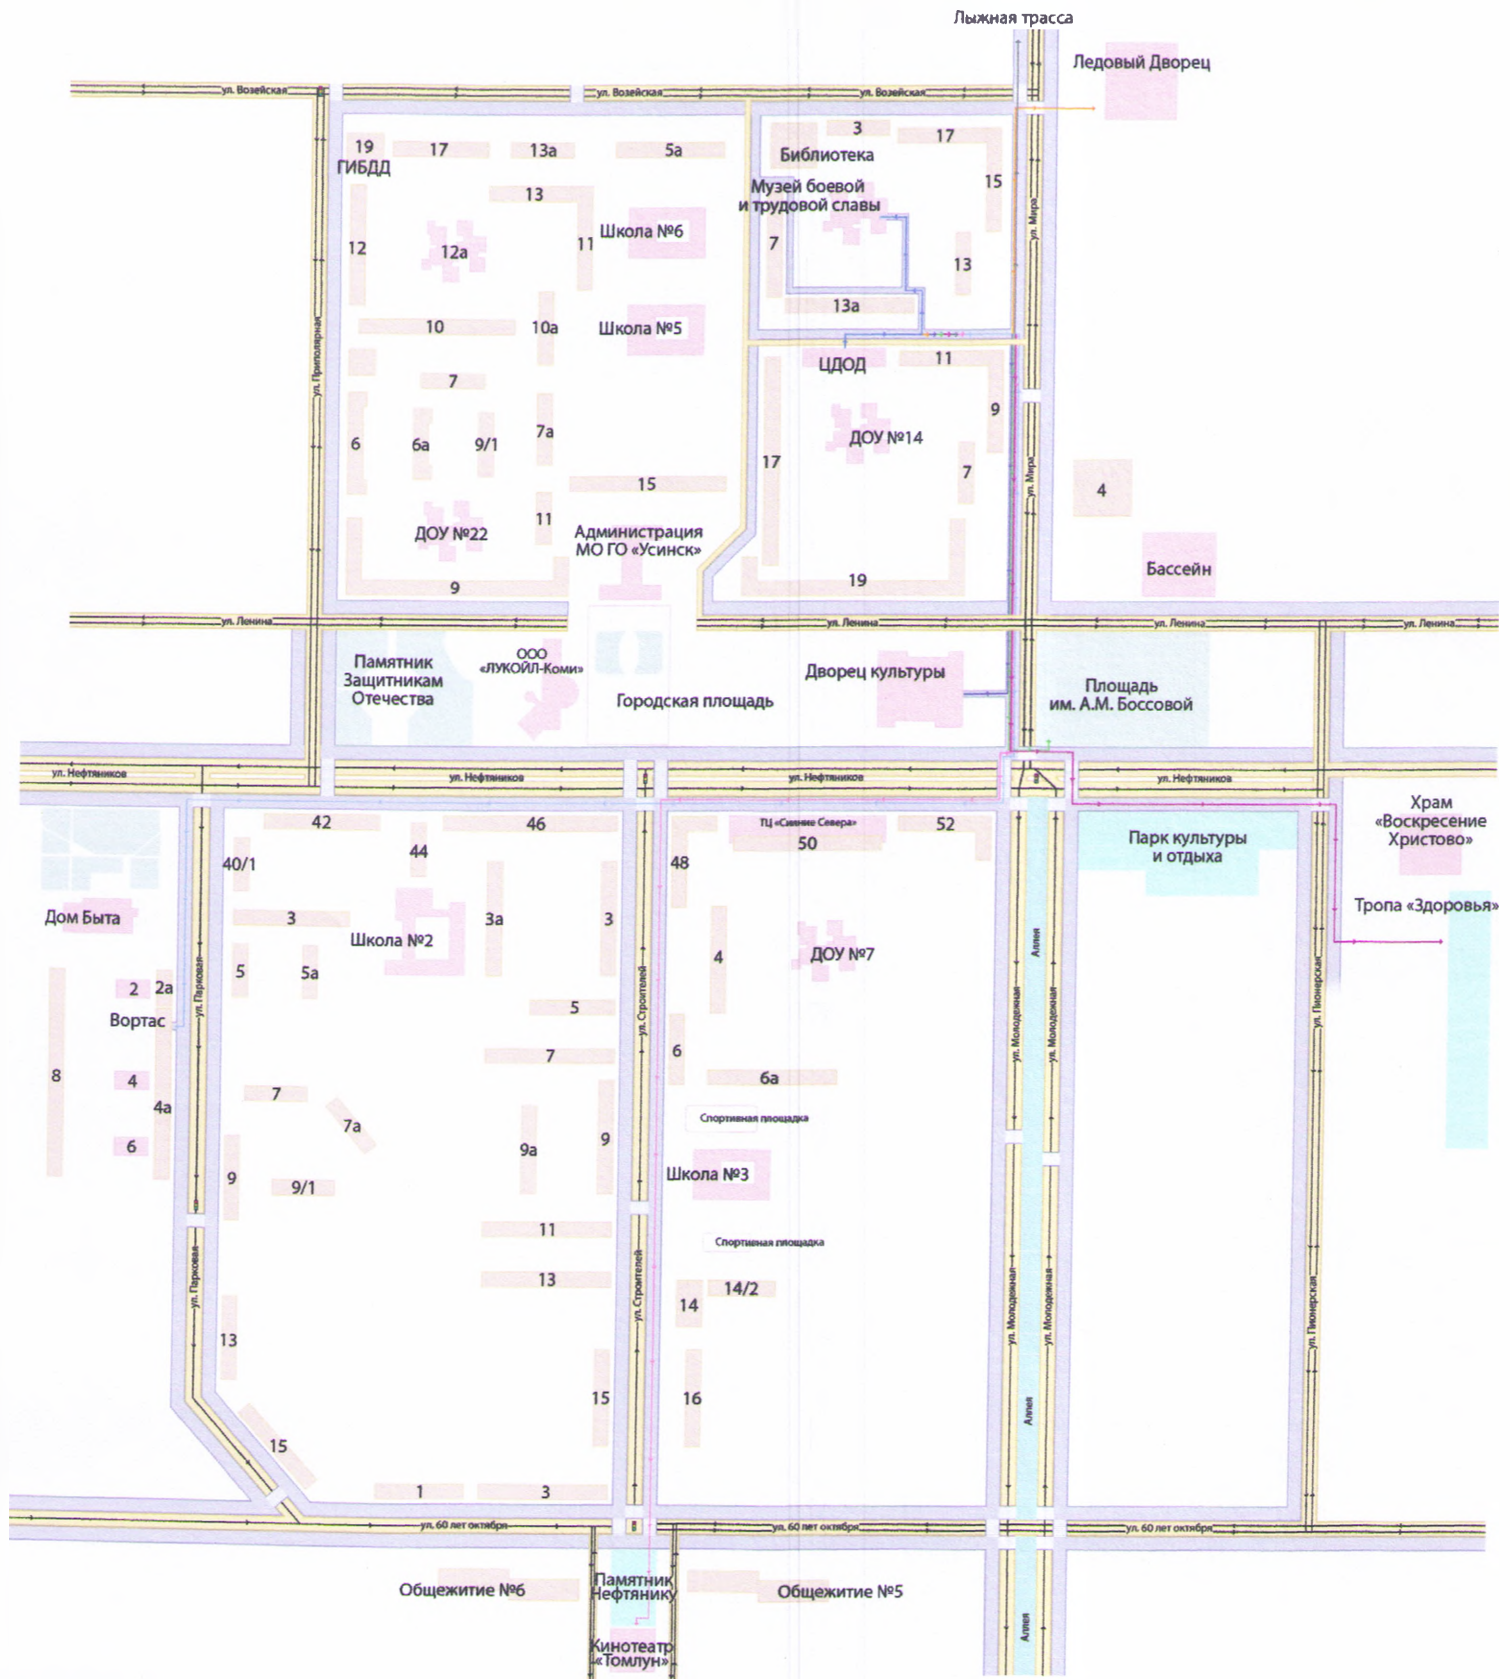 Лыжная трасса
Ледовый Дворец
ул. Возейская
ул. Возейская
ул. Возейская
19
ГИБДД
17
13а
5а
3
17
Библиотека
15
13
Музей боевой
и трудовой славы
12
12а
11
Школа №6
7
13
ул. Мира
13а
10
10а
Школа №5
ул. Приполярная
ЦДОД
11
7
9
6
6а
9/1
7а
ДОУ №14
17
7
ул. Мира
15
4
ДОУ №22
11
Администрация
МО ГО «Усинск»
9
19
Бассейн
ул. Ленина
ул. Ленина
ул. Ленина
ул. Ленина
ул. Ленина
Памятник
Защитникам
Отечества
ООО
«ЛУКОЙЛ-Коми»
Городская площадь
Дворец культуры
Площадь
им. А.М. Боссовой
ул. Нефтяников
ул. Нефтяников
ул. Нефтяников
ул. Нефтяников
42
46
ТЦ «Сияние Севера»
50
52
40/1
44
48
Парк культуры
и отдыха
Храм
«Воскресение
Христово»
Дом Быта
3
Школа №2
3а
3
Тропа «Здоровья»
ул. Парковая
5
5а
4
ДОУ №7
Аллея
2
2а
Вортас
5
ул. Строителей
ул. Молодежная
ул. Молодежная
ул. Пионерская
8
4
4а
7
7
6
6а
7а
Спортивная площадка
6
9
9/1
9а
9
Школа №3
11
Спортивная площадка
ул. Парковая
13
ул. Строителей
14
14/2
ул. Молодежная
ул. Молодежная
ул. Пионерская
13
15
16
Аллея
15
1
3
ул. 60 лет октября
ул. 60 лет октября
ул. 60 лет октября
Общежитие №6
Памятник
Нефтянику
Общежитие №5
Аллея
Кинотеатр
«Томлун»